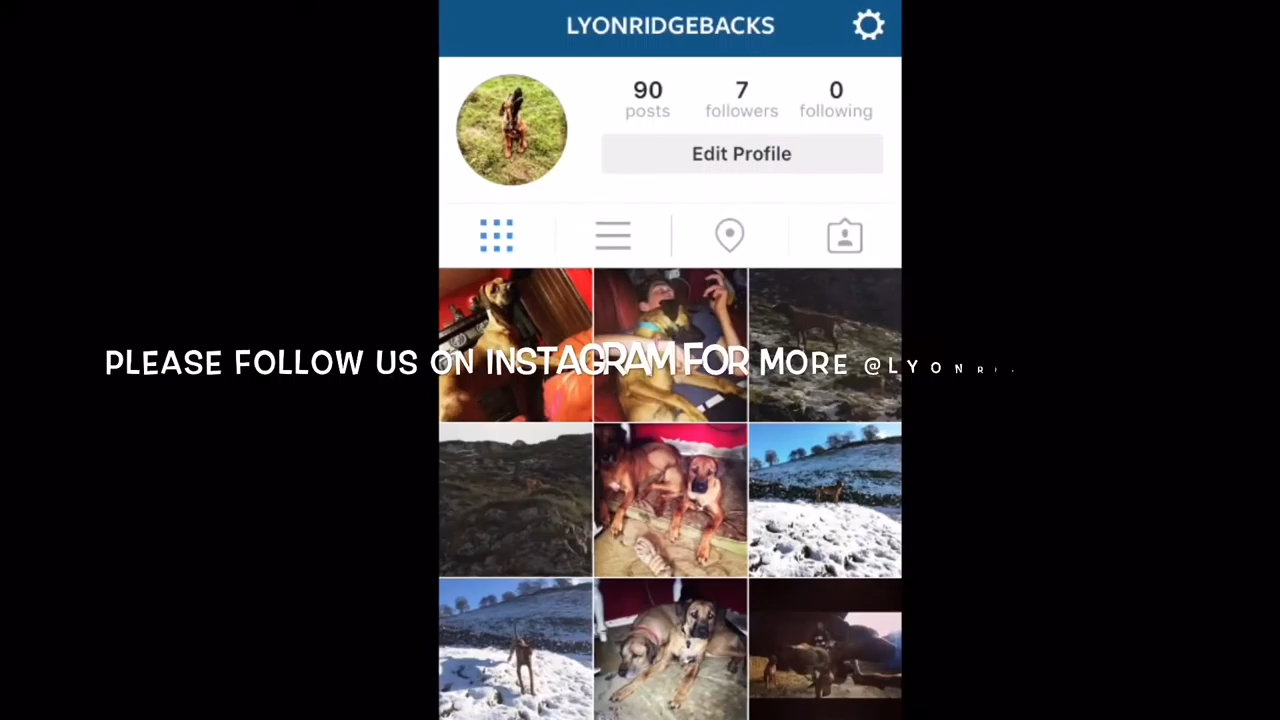 LYONRIDGEBACKS
90 7 0
posts followers following
Edit Profile
PLEASE FOLLOW US ON INSTAGRAM FOR MORE @LYON